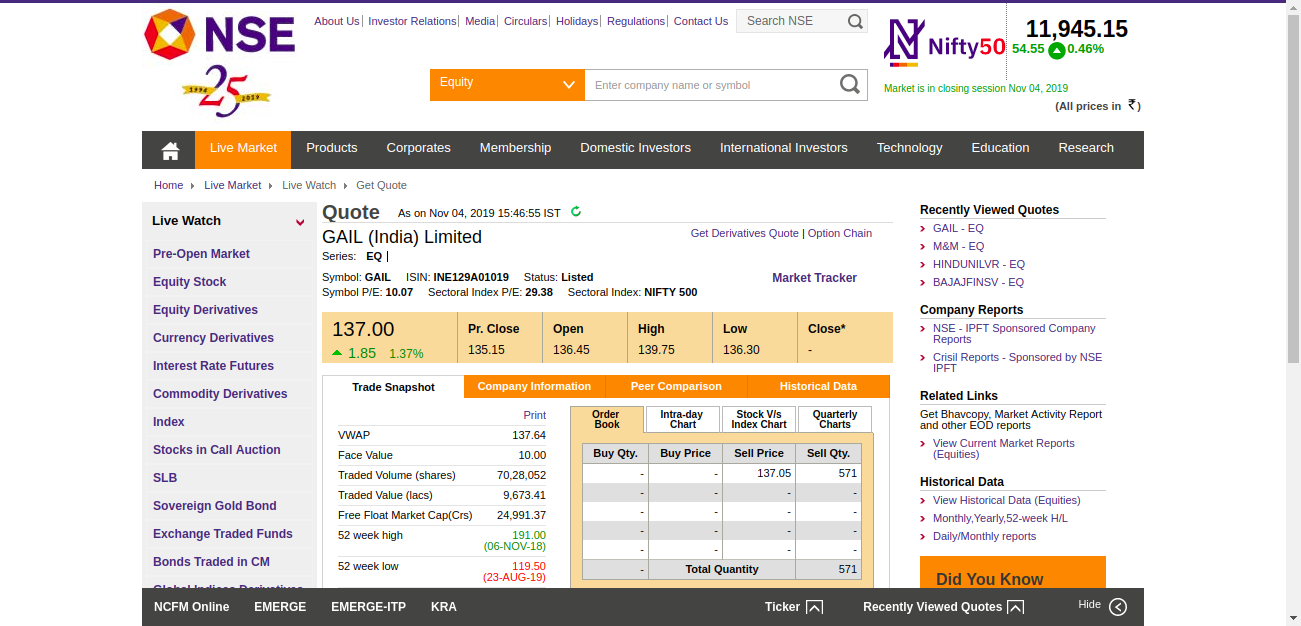 NSE
1994 25 2019
About Us | Investor Relations | Media | Circulars | Holidays | Regulations | Contact Us
Search NSE
Equity
Enter company name or symbol
Nifty50
11,945.15
54.55 0.46%
Market is in closing session Nov 04, 2019
(All prices in ₹)
Live Market Products Corporates Membership Domestic Investors International Investors Technology Education Research
Home Live Market Live Watch Get Quote
Live Watch
Pre-Open Market
Equity Stock
Equity Derivatives
Currency Derivatives
Interest Rate Futures
Commodity Derivatives
Index
Stocks in Call Auction
SLB
Sovereign Gold Bond
Exchange Traded Funds
Bonds Traded in CM
Global Indices Derivatives
Quote As on Nov 04, 2019 15:46:55 IST
GAIL (India) Limited
Get Derivatives Quote | Option Chain
Series: EQ |
Symbol: GAIL ISIN: INE129A01019 Status: Listed
Market Tracker
Symbol P/E: 10.07 Sectoral Index P/E: 29.38 Sectoral Index: NIFTY 500
137.00 Pr. Close Open High Low Close*
1.85 1.37% 135.15 136.45 139.75 136.30 -
Trade Snapshot Company Information Peer Comparison Historical Data
Print
VWAP 137.64
Face Value 10.00
Traded Volume (shares) 70,28,052
Traded Value (lacs) 9,673.41
Free Float Market Cap(Crs) 24,991.37
52 week high 191.00
(06-NOV-18)
52 week low 119.50
(23-AUG-19)
Order Intra-day Stock V/s Quarterly
Book Chart Index Chart Charts
Buy Qty. Buy Price Sell Price Sell Qty.
- - 137.05 571
- - - -
- - - -
- - - -
- - - -
- Total Quantity 571
Recently Viewed Quotes
GAIL - EQ
M&M - EQ
HINDUNILVR - EQ
BAJAJFINSV - EQ
Company Reports
NSE - IPFT Sponsored Company
Reports
Crisil Reports - Sponsored by NSE
IPFT
Related Links
Get Bhavcopy, Market Activity Report
and other EOD reports
View Current Market Reports
(Equities)
Historical Data
View Historical Data (Equities)
Monthly,Yearly,52-week H/L
Daily/Monthly reports
Did You Know
NCFM Online EMERGE EMERGE-ITP KRA Ticker Recently Viewed Quotes Hide